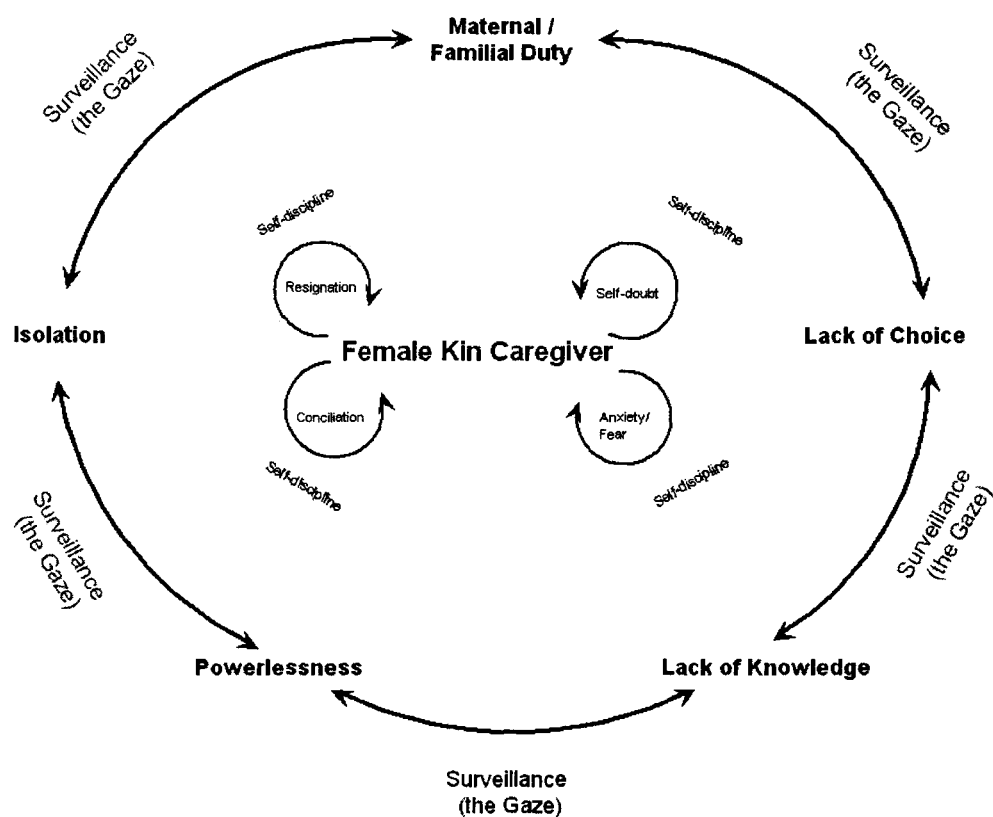 Maternal /
Familial Duty
Surveillance
(the Gaze)
Surveillance
(the Gaze)
Self-discipline
Self-discipline
Resignation
Self-doubt
Isolation
Female Kin Caregiver
Lack of Choice
Conciliation
Anxiety/
Fear
Self-discipline
Self-discipline
Surveillance
(the Gaze)
Surveillance
(the Gaze)
Powerlessness
Lack of Knowledge
Surveillance
(the Gaze)